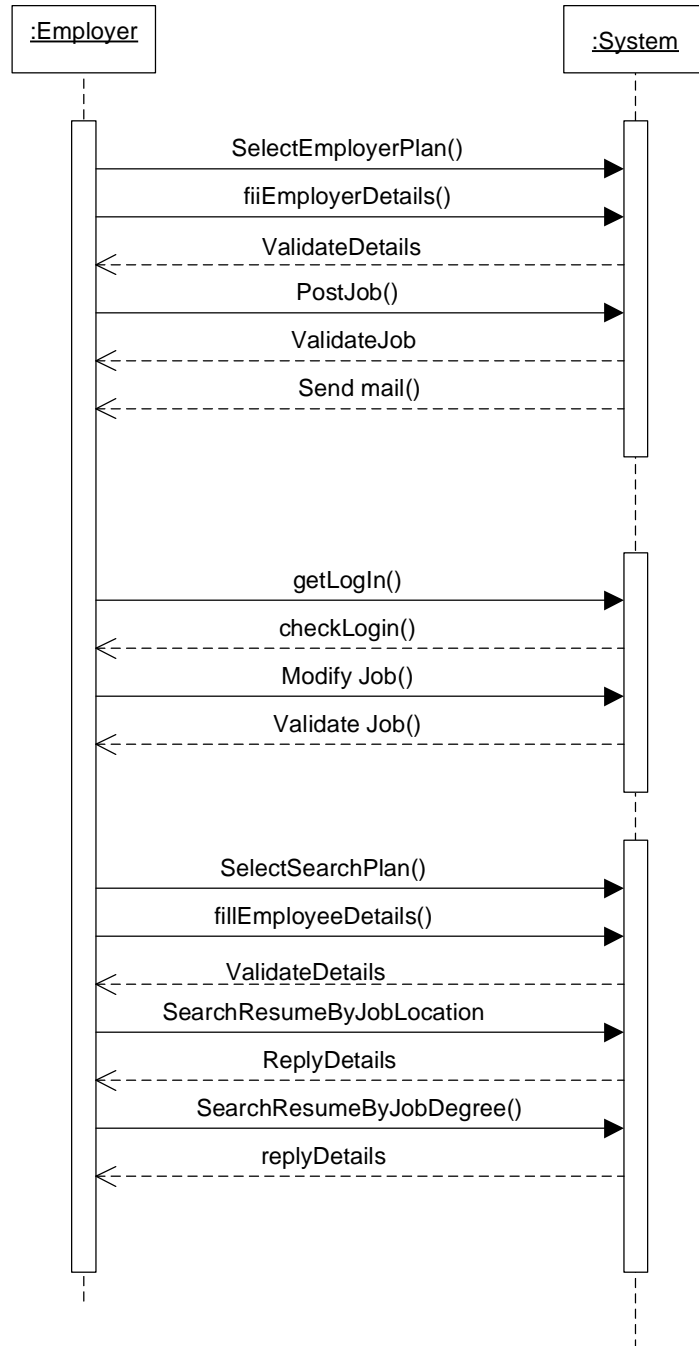 :Employer
:System
SelectEmployerPlan()
fiiEmployerDetails()
ValidateDetails
PostJob()
ValidateJob
Send mail()
getLogIn()
checkLogin()
Modify Job()
Validate Job()
SelectSearchPlan()
fillEmployeeDetails()
ValidateDetails
SearchResumeByJobLocation
ReplyDetails
SearchResumeByJobDegree()
replyDetails